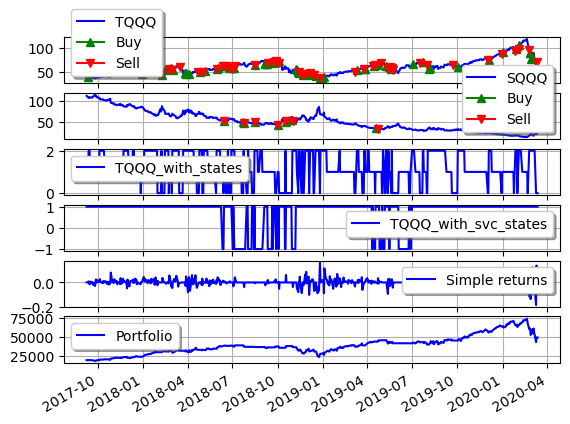 TQQQ
Buy
Sell
100
50
SQQQ
Buy
Sell
100
50
2
TQQQ_with_states
0
1
TQQQ_with_svc_states
−1
0.0
Simple returns
−0.2
75000
Portfolio
50000
25000
2017-10
2018-01
2018-04
2018-07
2018-10
2019-01
2019-04
2019-07
2019-10
2020-01
2020-04